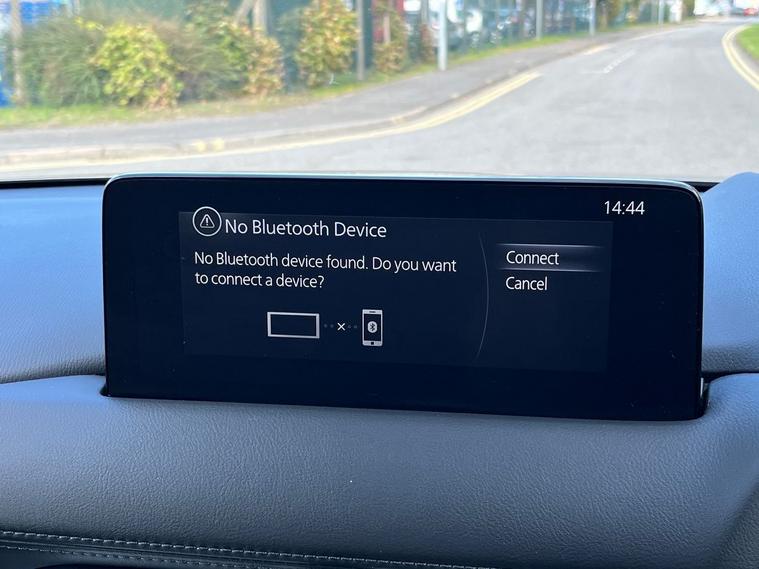 14:44
No Bluetooth Device
No Bluetooth device found. Do you want
to connect a device?
Connect
Cancel